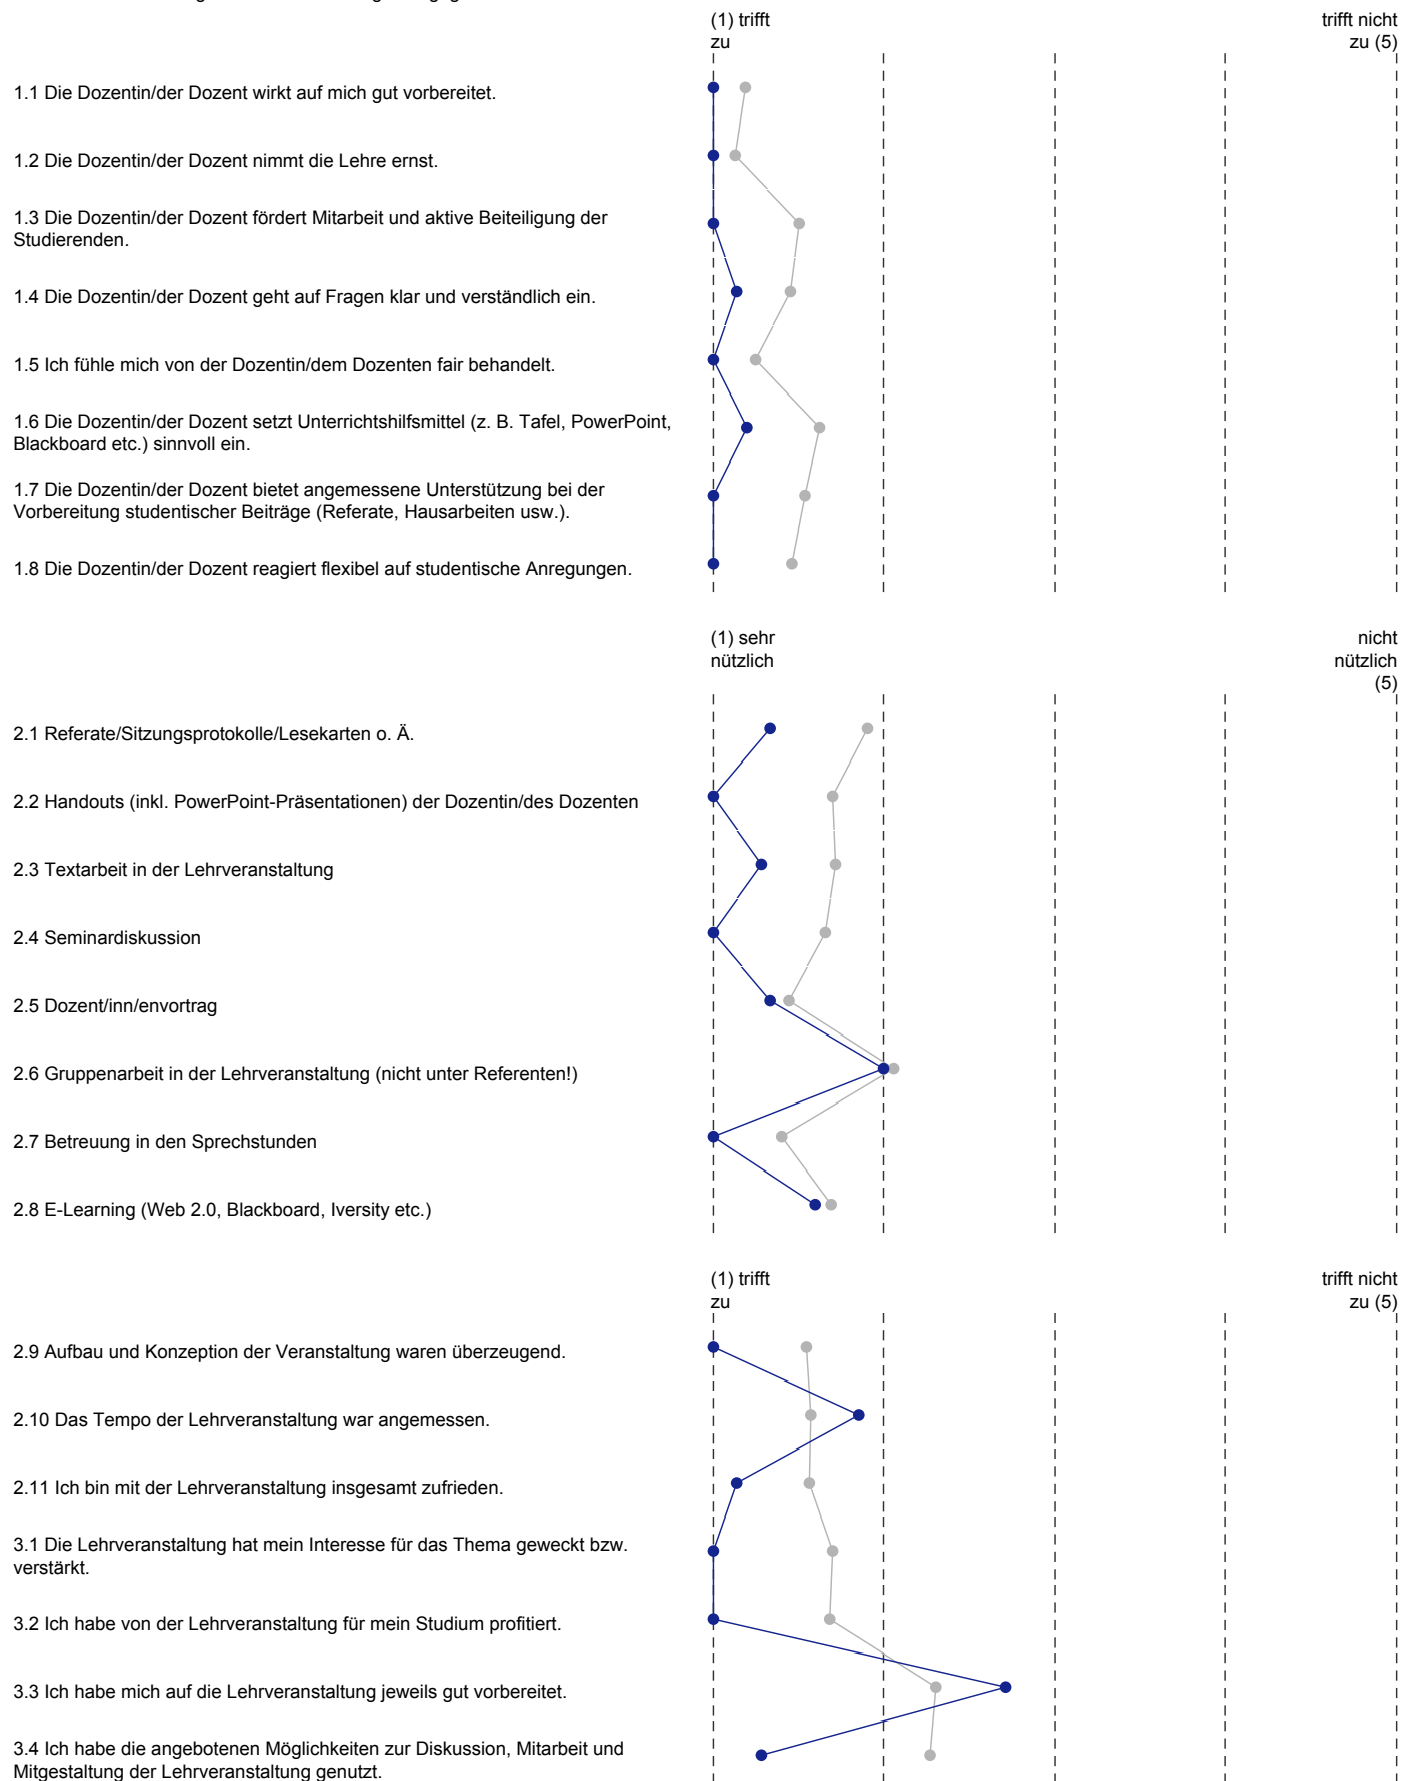 (1) trifft
zu
trifft nicht
zu (5)
1.1 Die Dozentin/der Dozent wirkt auf mich gut vorbereitet.
1.2 Die Dozentin/der Dozent nimmt die Lehre ernst.
1.3 Die Dozentin/der Dozent fördert Mitarbeit und aktive Beiteiligung der
Studierenden.
1.4 Die Dozentin/der Dozent geht auf Fragen klar und verständlich ein.
1.5 Ich fühle mich von der Dozentin/dem Dozenten fair behandelt.
1.6 Die Dozentin/der Dozent setzt Unterrichtshilfsmittel (z. B. Tafel, PowerPoint,
Blackboard etc.) sinnvoll ein.
1.7 Die Dozentin/der Dozent bietet angemessene Unterstützung bei der
Vorbereitung studentischer Beiträge (Referate, Hausarbeiten usw.).
1.8 Die Dozentin/der Dozent reagiert flexibel auf studentische Anregungen.
(1) sehr
nützlich
nicht
nützlich
(5)
2.1 Referate/Sitzungsprotokolle/Lesekarten o. Ä.
2.2 Handouts (inkl. PowerPoint-Präsentationen) der Dozentin/des Dozenten
2.3 Textarbeit in der Lehrveranstaltung
2.4 Seminardiskussion
2.5 Dozent/inn/envortrag
2.6 Gruppenarbeit in der Lehrveranstaltung (nicht unter Referenten!)
2.7 Betreuung in den Sprechstunden
2.8 E-Learning (Web 2.0, Blackboard, Iversity etc.)
(1) trifft
zu
trifft nicht
zu (5)
2.9 Aufbau und Konzeption der Veranstaltung waren überzeugend.
2.10 Das Tempo der Lehrveranstaltung war angemessen.
2.11 Ich bin mit der Lehrveranstaltung insgesamt zufrieden.
3.1 Die Lehrveranstaltung hat mein Interesse für das Thema geweckt bzw.
verstärkt.
3.2 Ich habe von der Lehrveranstaltung für mein Studium profitiert.
3.3 Ich habe mich auf die Lehrveranstaltung jeweils gut vorbereitet.
3.4 Ich habe die angebotenen Möglichkeiten zur Diskussion, Mitarbeit und
Mitgestaltung der Lehrveranstaltung genutzt.